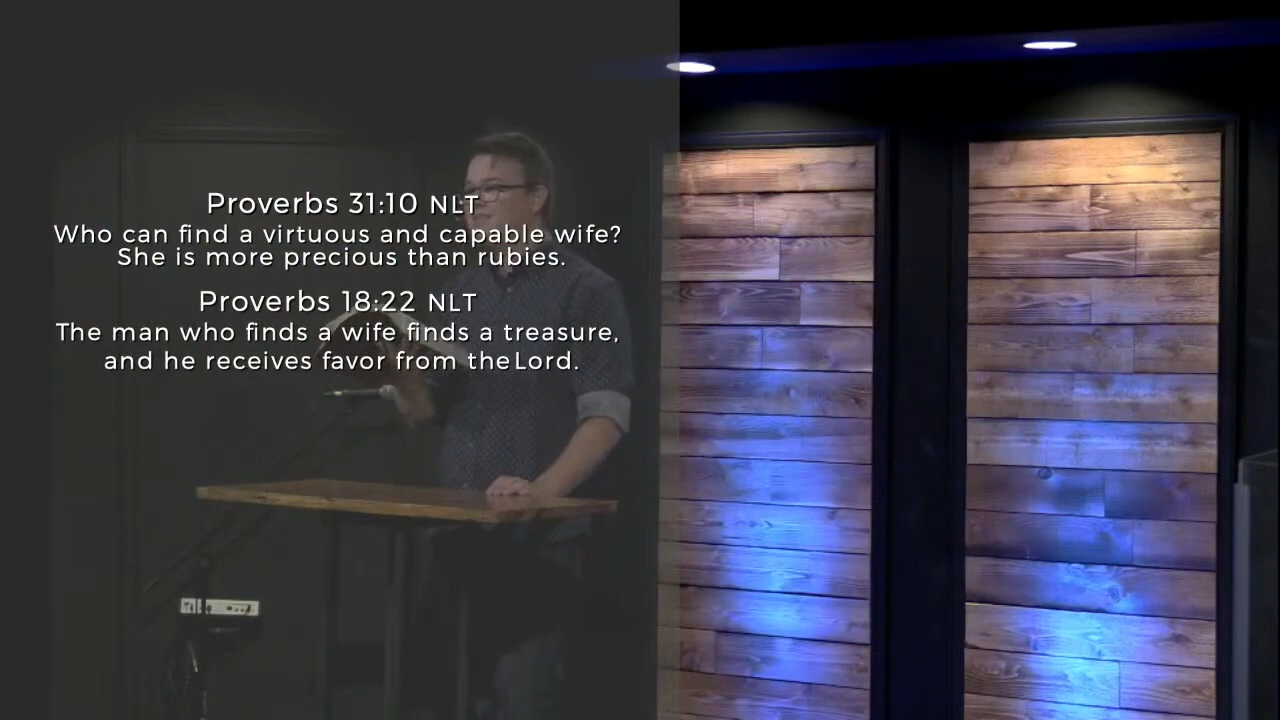 Proverbs 31:10 NLT
Who can find a virtuous and capable wife?
She is more precious than rubies.
Proverbs 18:22 NLT
The man who finds a wife finds a treasure,
and he receives favor from the Lord.